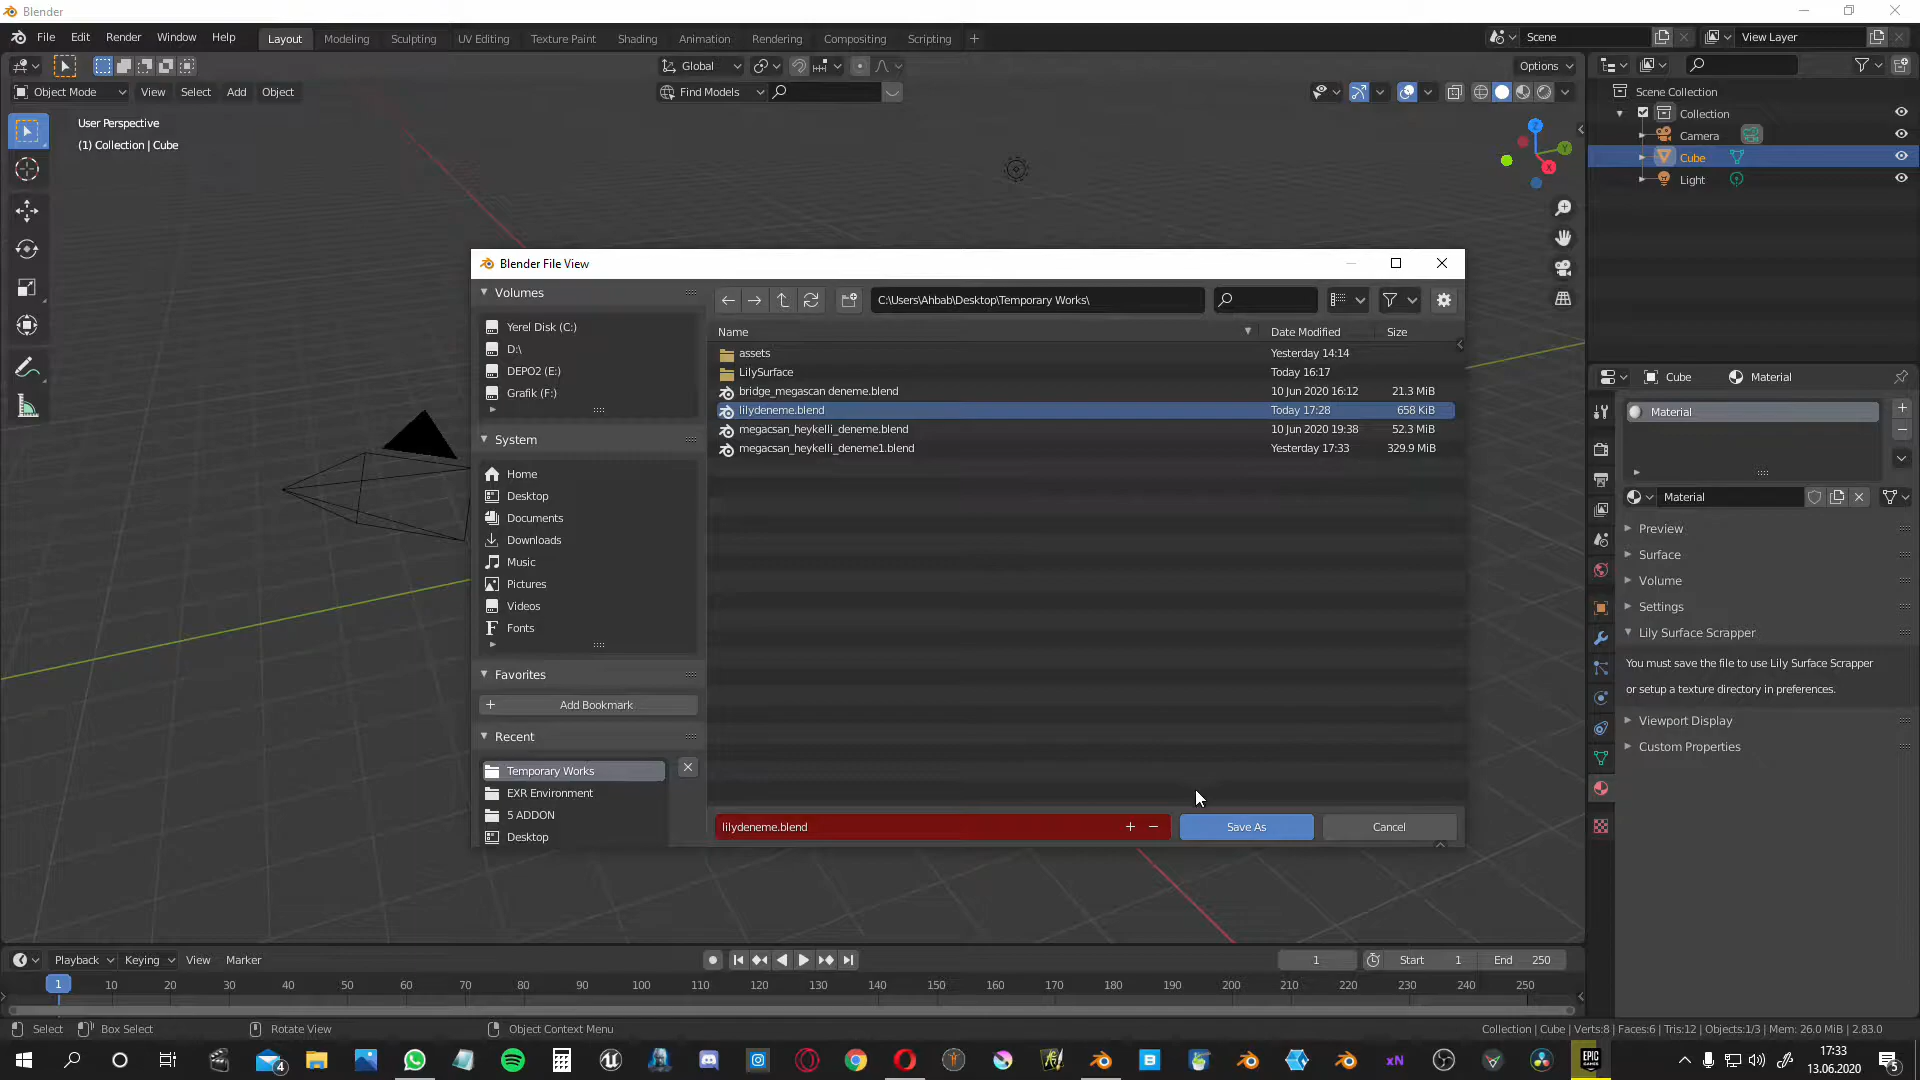 Blender
File Edit Render Window Help Layout Modeling Sculpting UV Editing Texture Paint Shading Animation Rendering Compositing Scripting + Scene View Layer
Global Options
Object Mode View Select Add Object Find Models
User Perspective
(1) Collection | Cube
Scene Collection
Collection
Camera
Cube
Light
Z
Y
X
Blender File View
Volumes
Yerel Disk (C:)
D:\
DEPO2 (E:)
Grafik (F:)
System
Home
Desktop
Documents
Downloads
Music
Pictures
Videos
Fonts
Favorites
+ Add Bookmark
Recent
Temporary Works
EXR Environment
5 ADDON
Desktop
C:\Users\Ahbab\Desktop\Temporary Works\
Name Date Modified Size
assets Yesterday 14:14
LilySurface Today 16:17
bridge_megascan deneme.blend 10 Jun 2020 16:12 21.3 MiB
lilydeneme.blend Today 17:28 658 KiB
megacsan_heykelli_deneme.blend 10 Jun 2020 19:38 52.3 MiB
megacsan_heykelli_deneme1.blend Yesterday 17:33 329.9 MiB
lilydeneme.blend + − Save As Cancel
Cube Material
Material
Material
Preview
Surface
Volume
Settings
Lily Surface Scrapper
You must save the file to use Lily Surface Scrapper
or setup a texture directory in preferences.
Viewport Display
Custom Properties
Playback Keying View Marker 1 Start 1 End 250
1 10 20 30 40 50 60 70 80 90 100 110 120 130 140 150 160 170 180 190 200 210 220 230 240 250
Select Box Select Rotate View Object Context Menu Collection | Cube | Verts:8 | Faces:6 | Tris:12 | Objects:1/3 | Mem: 26.0 MiB | 2.83.0
4 xN EPIC GAMES 17:33
13.06.2020 5